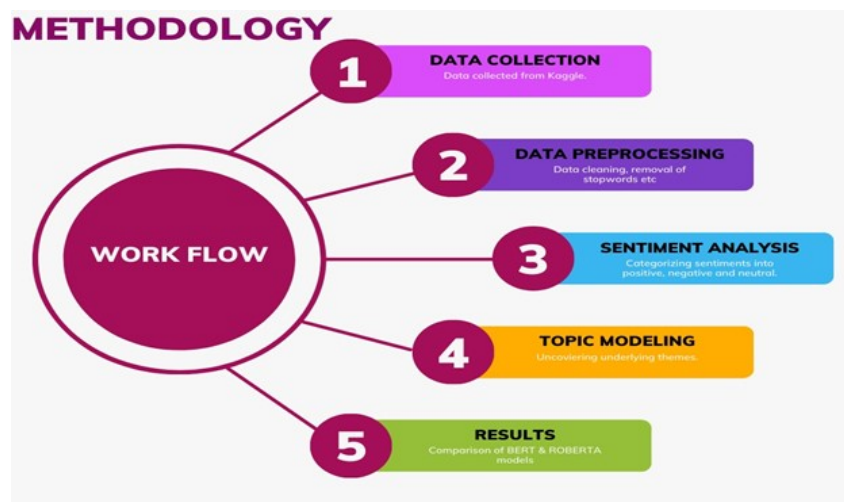 METHODOLOGY
1
DATA COLLECTION
Data collected from Kaggle.
2
DATA PREPROCESSING
Data cleaning, removal of
stopwords etc
WORK FLOW
3
SENTIMENT ANALYSIS
Categorizing sentiments into
positive, negative and neutral.
4
TOPIC MODELING
Uncoviering underlying themes.
5
RESULTS
Comparison of BERT & ROBERTA
models